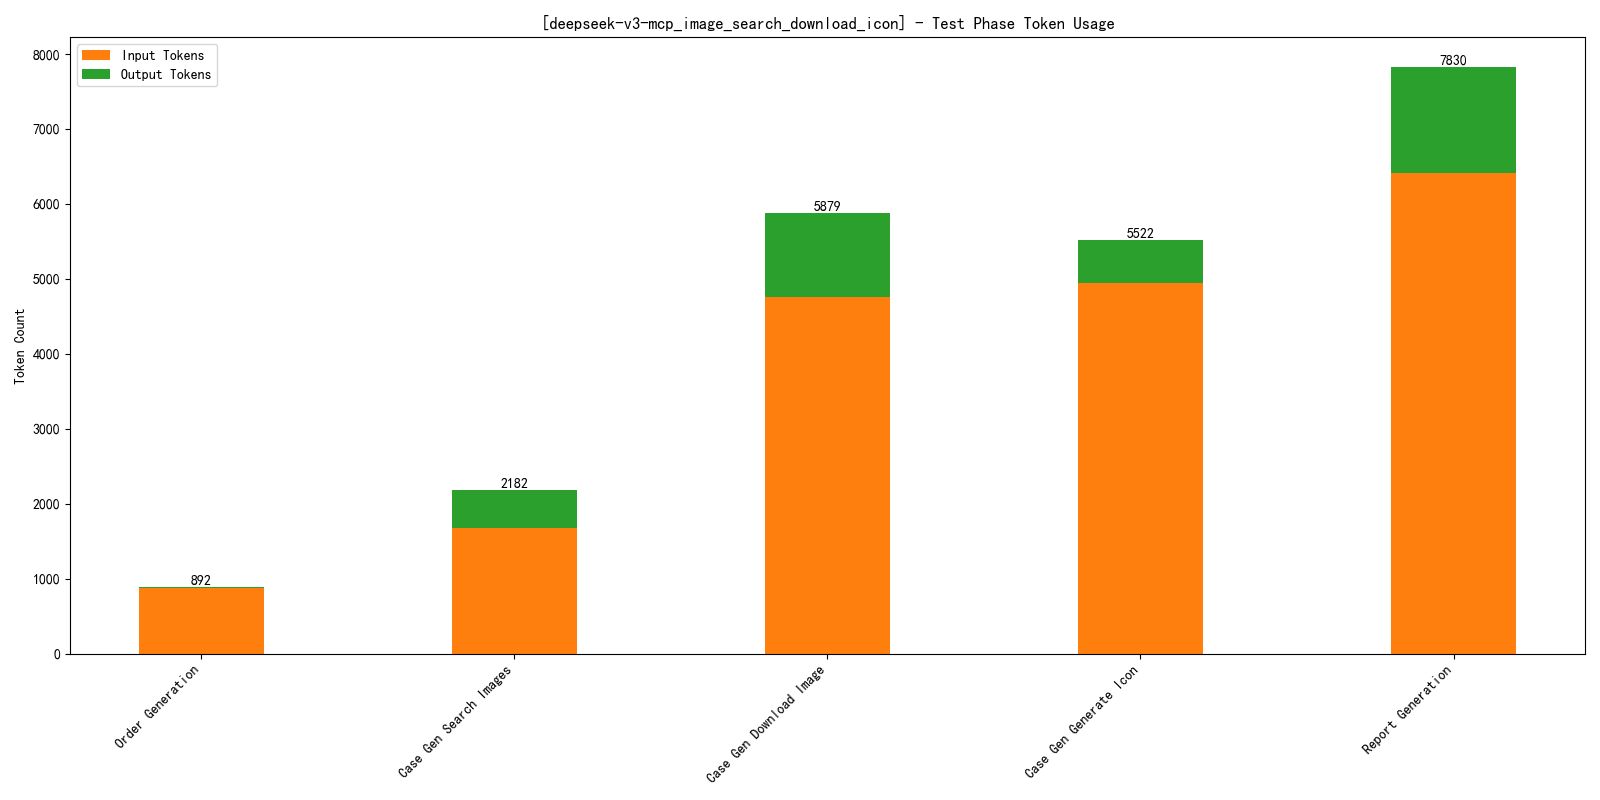 [deepseek-v3-mcp_image_search_download_icon] - Test Phase Token Usage
Input Tokens
Output Tokens
Token Count
8000
7000
6000
5000
4000
3000
2000
1000
0
892
2182
5879
5522
7830
Order Generation
Case Gen Search Images
Case Gen Download Image
Case Gen Generate Icon
Report Generation